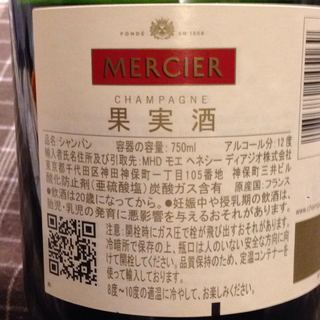 FONDÉ EN 1858
MERCIER
CHAMPAGNE
果実酒
品名:シャンパン 容器の容量:750ml アルコール分:12度
輸入者氏名住所及び引取先:MHD モエ ヘネシー ディアジオ株式会社
東京都千代田区神田神保町一丁目105番地 神保町三井ビル
酸化防止剤(亜硫酸塩)炭酸ガス含有 原産国:フランス
●飲酒は20歳になってから。●妊娠中や授乳期の飲酒は、
胎児・乳児の発育に悪影響を与えるおそれがあります。
注意:開栓時にガス圧で栓が飛び出すおそれがあります。
冷暗所で保存の上、瓶口は人のいない安全な方向に向
けて開栓してください。品質保持のため、定温コンテナーを
使って輸入しております。
8度〜10度の適温に冷やして、お楽しみください。